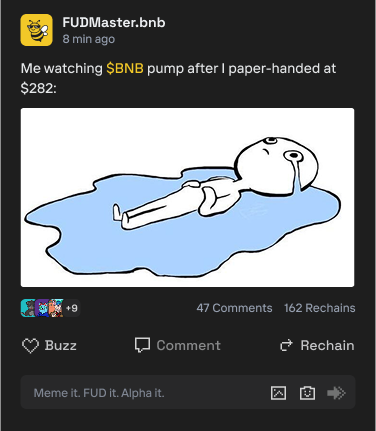 FUDMaster.bnb
8 min ago
Me watching $BNB pump after I paper-handed at
$282:
+9
47 Comments 162 Rechains
Buzz Comment Rechain
Meme it. FUD it. Alpha it.